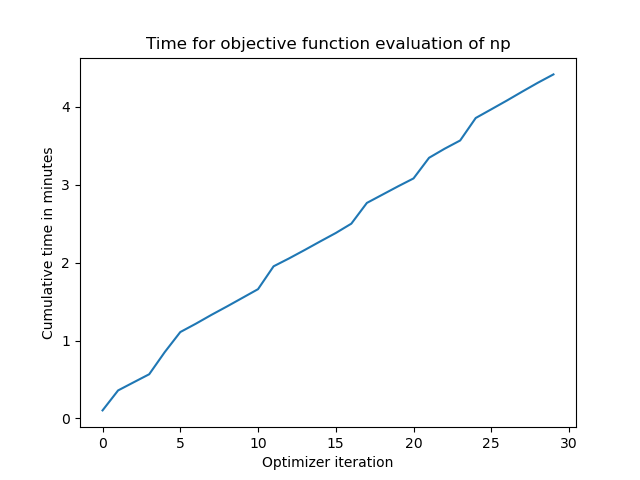 Time for objective function evaluation of np
Cumulative time in minutes
4
3
2
1
0
0 5 10 15 20 25 30
Optimizer iteration